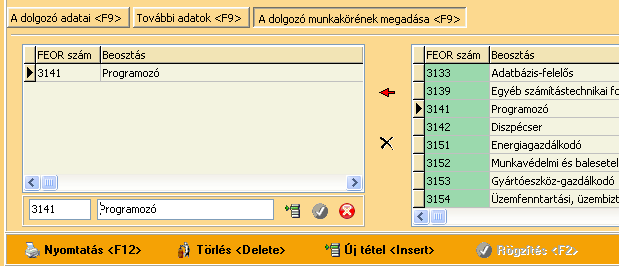 A dolgozó adatai <F9> További adatok <F9> A dolgozó munkakörének megadása <F9>
FEOR szám Beosztás
3141 Programozó
FEOR szám Beosztás
3133 Adatbázis-felelős
3139 Egyéb számítástechnikai fo
3141 Programozó
3142 Diszpécser
3151 Energiagazdálkodó
3152 Munkavédelmi és balesetel
3153 Gyártóeszköz-gazdálkodó
3154 Üzemfenntartási, üzembizt
3141 Programozó
Nyomtatás <F12> Törlés <Delete> Új tétel <Insert> Rögzítés <F2>